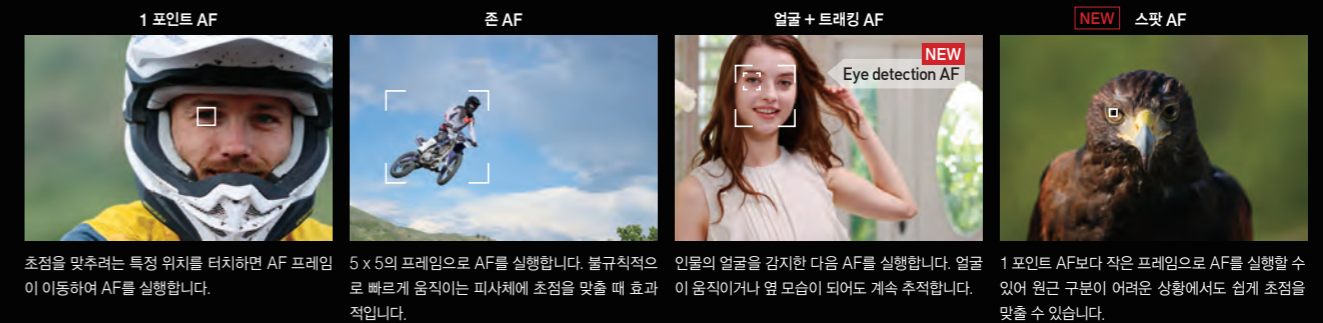 1 포인트 AF
존 AF
얼굴 + 트래킹 AF
NEW 스팟 AF
NEW
Eye detection AF
초점을 맞추려는 특정 위치를 터치하면 AF 프레임
이 이동하여 AF를 실행합니다.
5 x 5의 프레임으로 AF를 실행합니다. 불규칙적으
로 빠르게 움직이는 피사체에 초점을 맞출 때 효과
적입니다.
인물의 얼굴을 감지한 다음 AF를 실행합니다. 얼굴
이 움직이거나 옆 모습이 되어도 계속 추적합니다.
1 포인트 AF보다 작은 프레임으로 AF를 실행할 수
있어 원근 구분이 어려운 상황에서도 쉽게 초점을
맞출 수 있습니다.